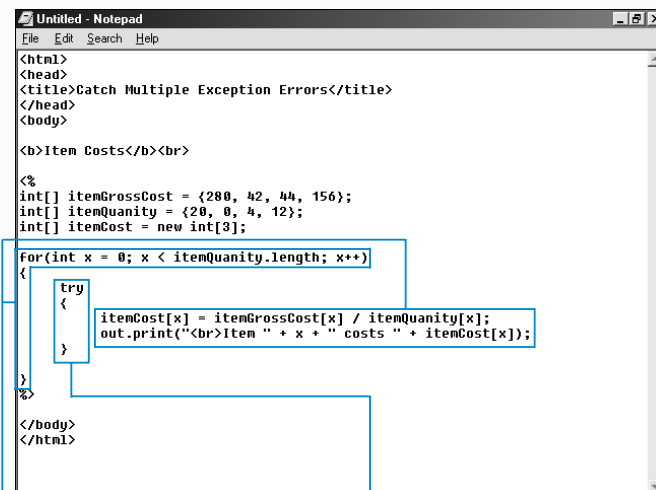 Untitled - Notepad
File Edit Search Help
<html>
<head>
<title>Catch Multiple Exception Errors</title>
</head>
<body>
<b>Item Costs</b><br>
<%
int[] itemGrossCost = {280, 42, 44, 156};
int[] itemQuanity = {20, 0, 4, 12};
int[] itemCost = new int[3];
for(int x = 0; x < itemQuanity.length; x++)
{
try
{
itemCost[x] = itemGrossCost[x] / itemQuanity[x];
out.print("<br>Item " + x + " costs " + itemCost[x]);
}
}
%>
</body>
</html>